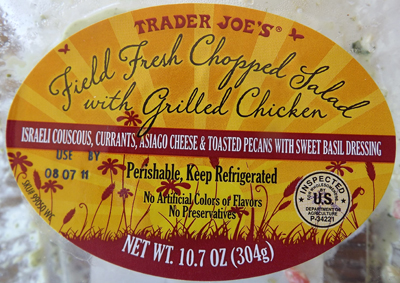 TRADER JOE'S®
Field Fresh Chopped Salad
with Grilled Chicken
ISRAELI COUSCOUS, CURRANTS, ASIAGO CHEESE & TOASTED PECANS WITH SWEET BASIL DRESSING
USE BY
08 07 11
Perishable, Keep Refrigerated
No Artificial Colors of Flavors
No Preservatives
INSPECTED
U.S.
DEPARTMENT OF
AGRICULTURE
P-34221
NET WT. 10.7 OZ (304g)